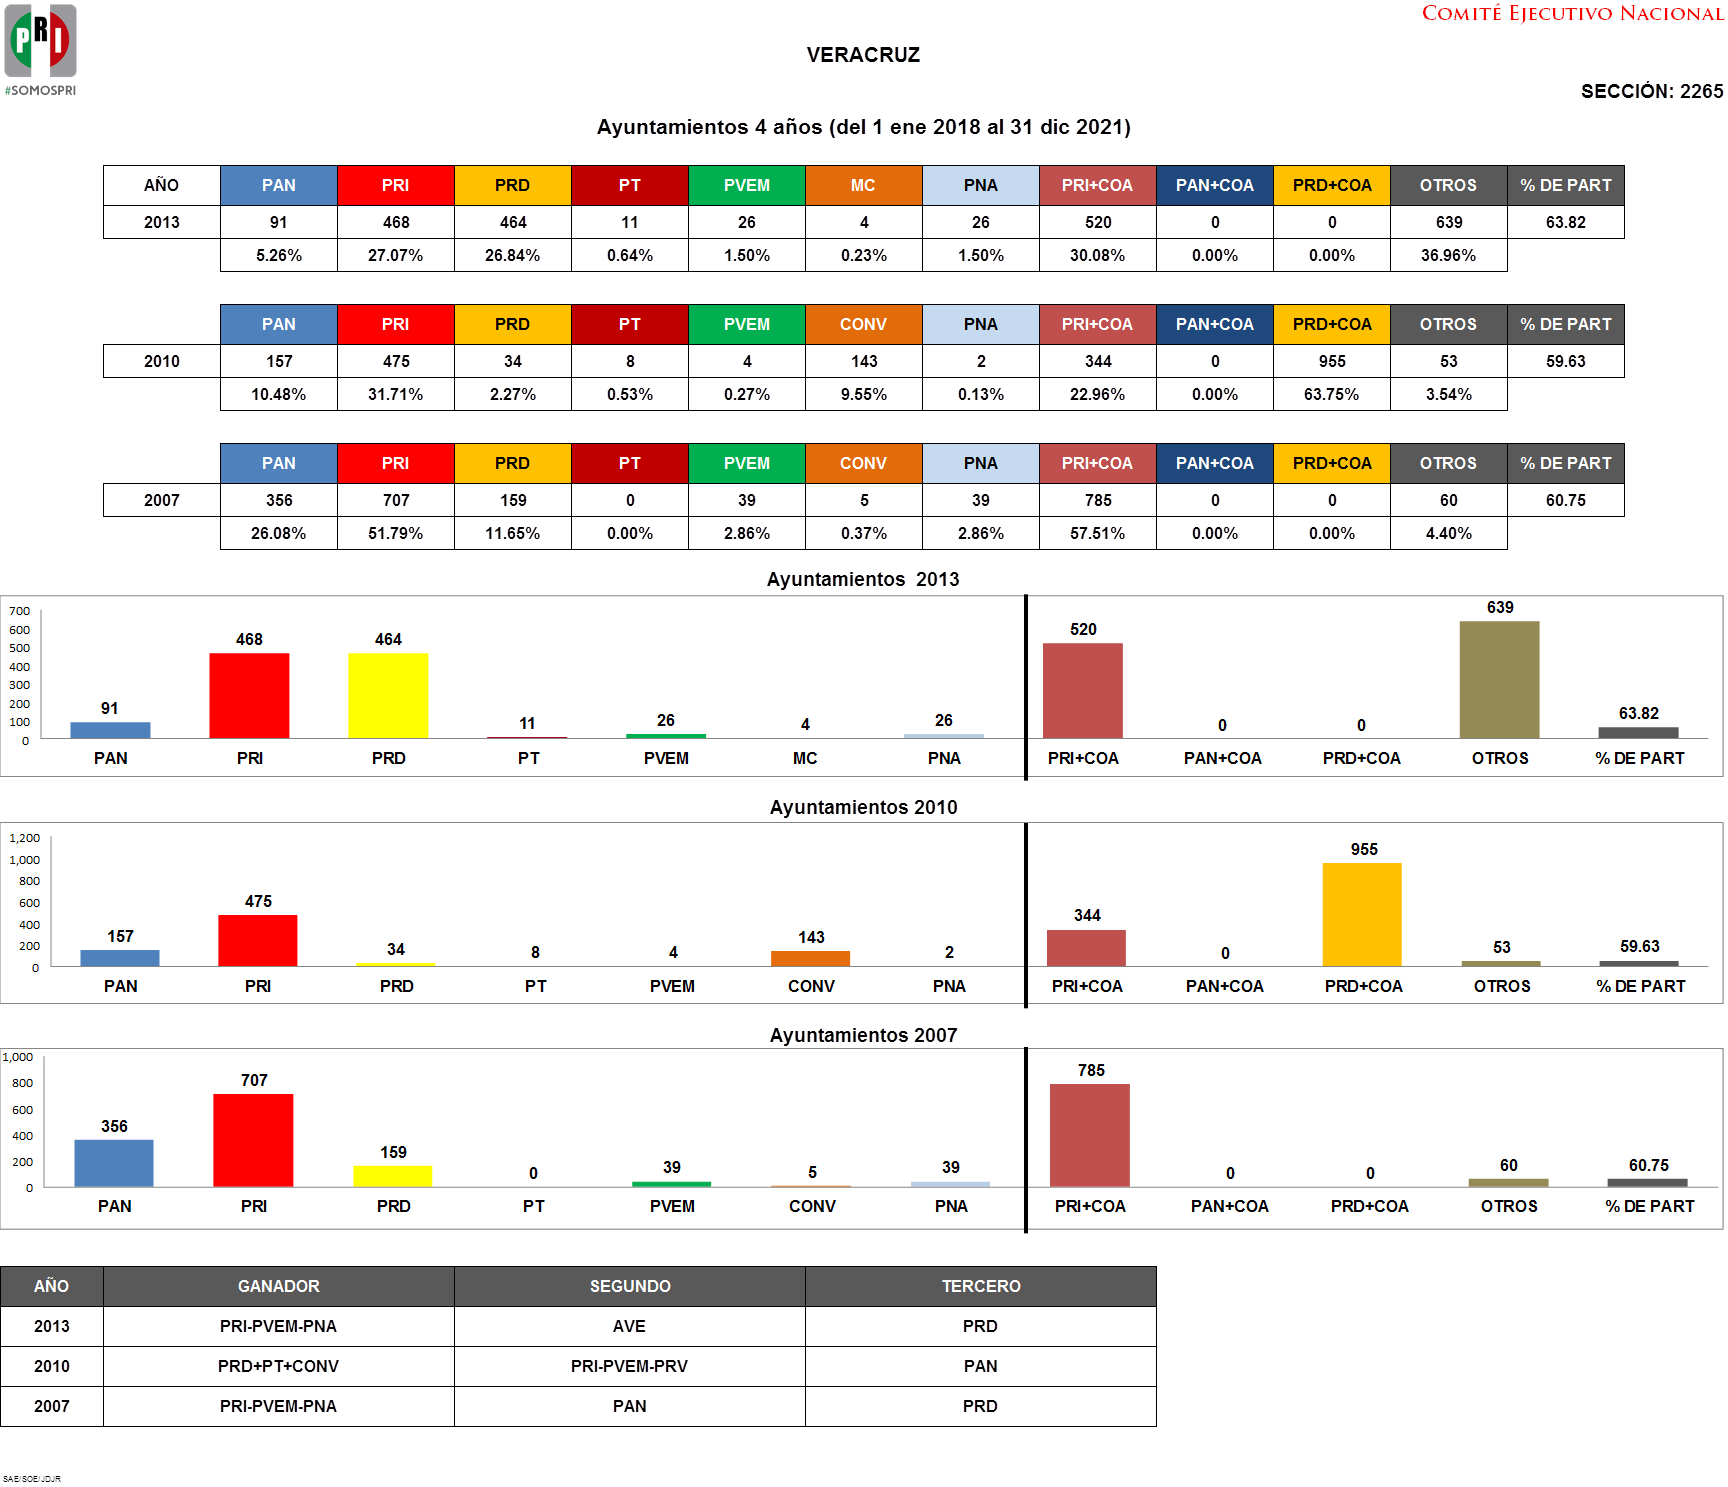 PRI
#SOMOSPRI
COMITÉ EJECUTIVO NACIONAL
VERACRUZ
SECCIÓN: 2265
Ayuntamientos 4 años (del 1 ene 2018 al 31 dic 2021)
AÑO PAN PRI PRD PT PVEM MC PNA PRI+COA PAN+COA PRD+COA OTROS % DE PART
2013 91 468 464 11 26 4 26 520 0 0 639 63.82
5.26% 27.07% 26.84% 0.64% 1.50% 0.23% 1.50% 30.08% 0.00% 0.00% 36.96%
PAN PRI PRD PT PVEM CONV PNA PRI+COA PAN+COA PRD+COA OTROS % DE PART
2010 157 475 34 8 4 143 2 344 0 955 53 59.63
10.48% 31.71% 2.27% 0.53% 0.27% 9.55% 0.13% 22.96% 0.00% 63.75% 3.54%
PAN PRI PRD PT PVEM CONV PNA PRI+COA PAN+COA PRD+COA OTROS % DE PART
2007 356 707 159 0 39 5 39 785 0 0 60 60.75
26.08% 51.79% 11.65% 0.00% 2.86% 0.37% 2.86% 57.51% 0.00% 0.00% 4.40%
Ayuntamientos 2013
700
600
500
400
300
200
100
0
91 468 464 11 26 4 26 520 0 0 639 63.82
PAN PRI PRD PT PVEM MC PNA PRI+COA PAN+COA PRD+COA OTROS % DE PART
Ayuntamientos 2010
1,200
1,000
800
600
400
200
0
157 475 34 8 4 143 2 344 0 955 53 59.63
PAN PRI PRD PT PVEM CONV PNA PRI+COA PAN+COA PRD+COA OTROS % DE PART
Ayuntamientos 2007
1,000
800
600
400
200
0
356 707 159 0 39 5 39 785 0 0 60 60.75
PAN PRI PRD PT PVEM CONV PNA PRI+COA PAN+COA PRD+COA OTROS % DE PART
AÑO GANADOR SEGUNDO TERCERO
2013 PRI-PVEM-PNA AVE PRD
2010 PRD+PT+CONV PRI-PVEM-PRV PAN
2007 PRI-PVEM-PNA PAN PRD
SAE/SOE/JDJR